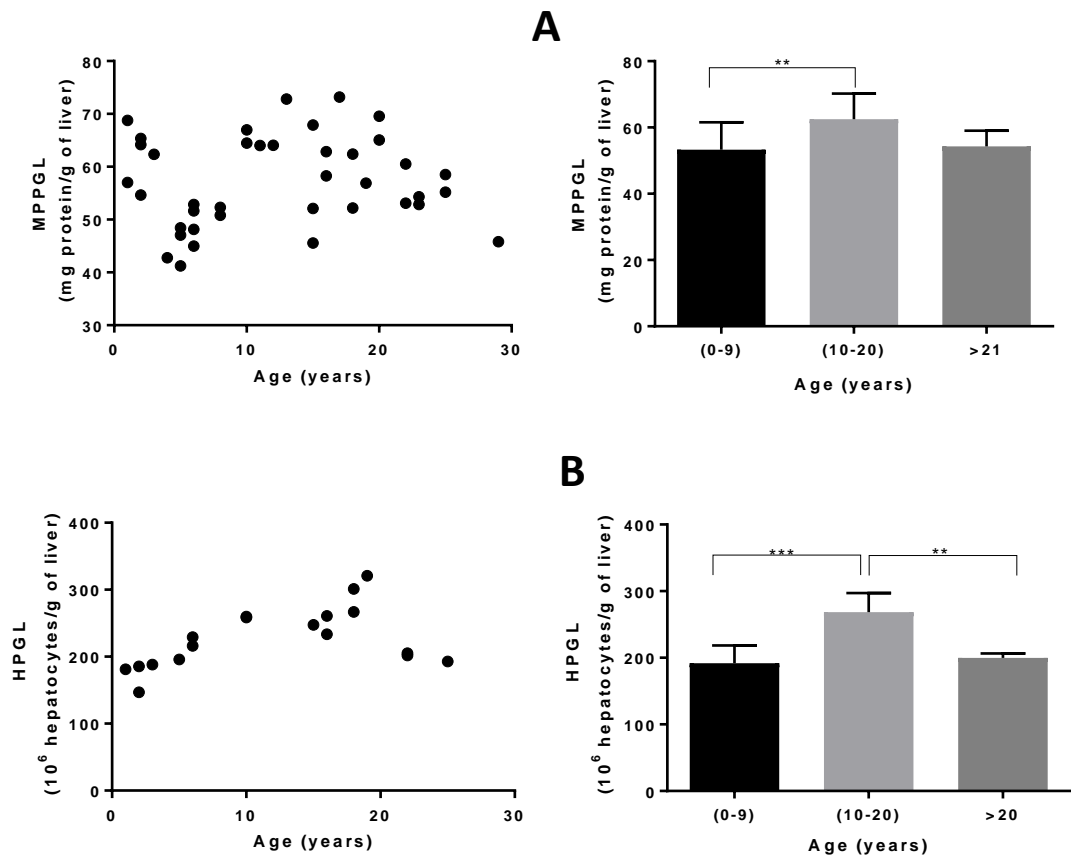 A
MPPGL
(mg protein/g of liver)
80
70
60
50
40
30
0
10
20
30
Age (years)
MPPGL
(mg protein/g of liver)
80
60
40
20
0
**
(0-9)
(10-20)
>21
Age (years)
B
HPGL
(10⁶ hepatocytes/g of liver)
400
300
200
100
0
0
10
20
30
Age (years)
HPGL
(10⁶ hepatocytes/g of liver)
400
300
200
100
0
***
**
(0-9)
(10-20)
>20
Age (years)